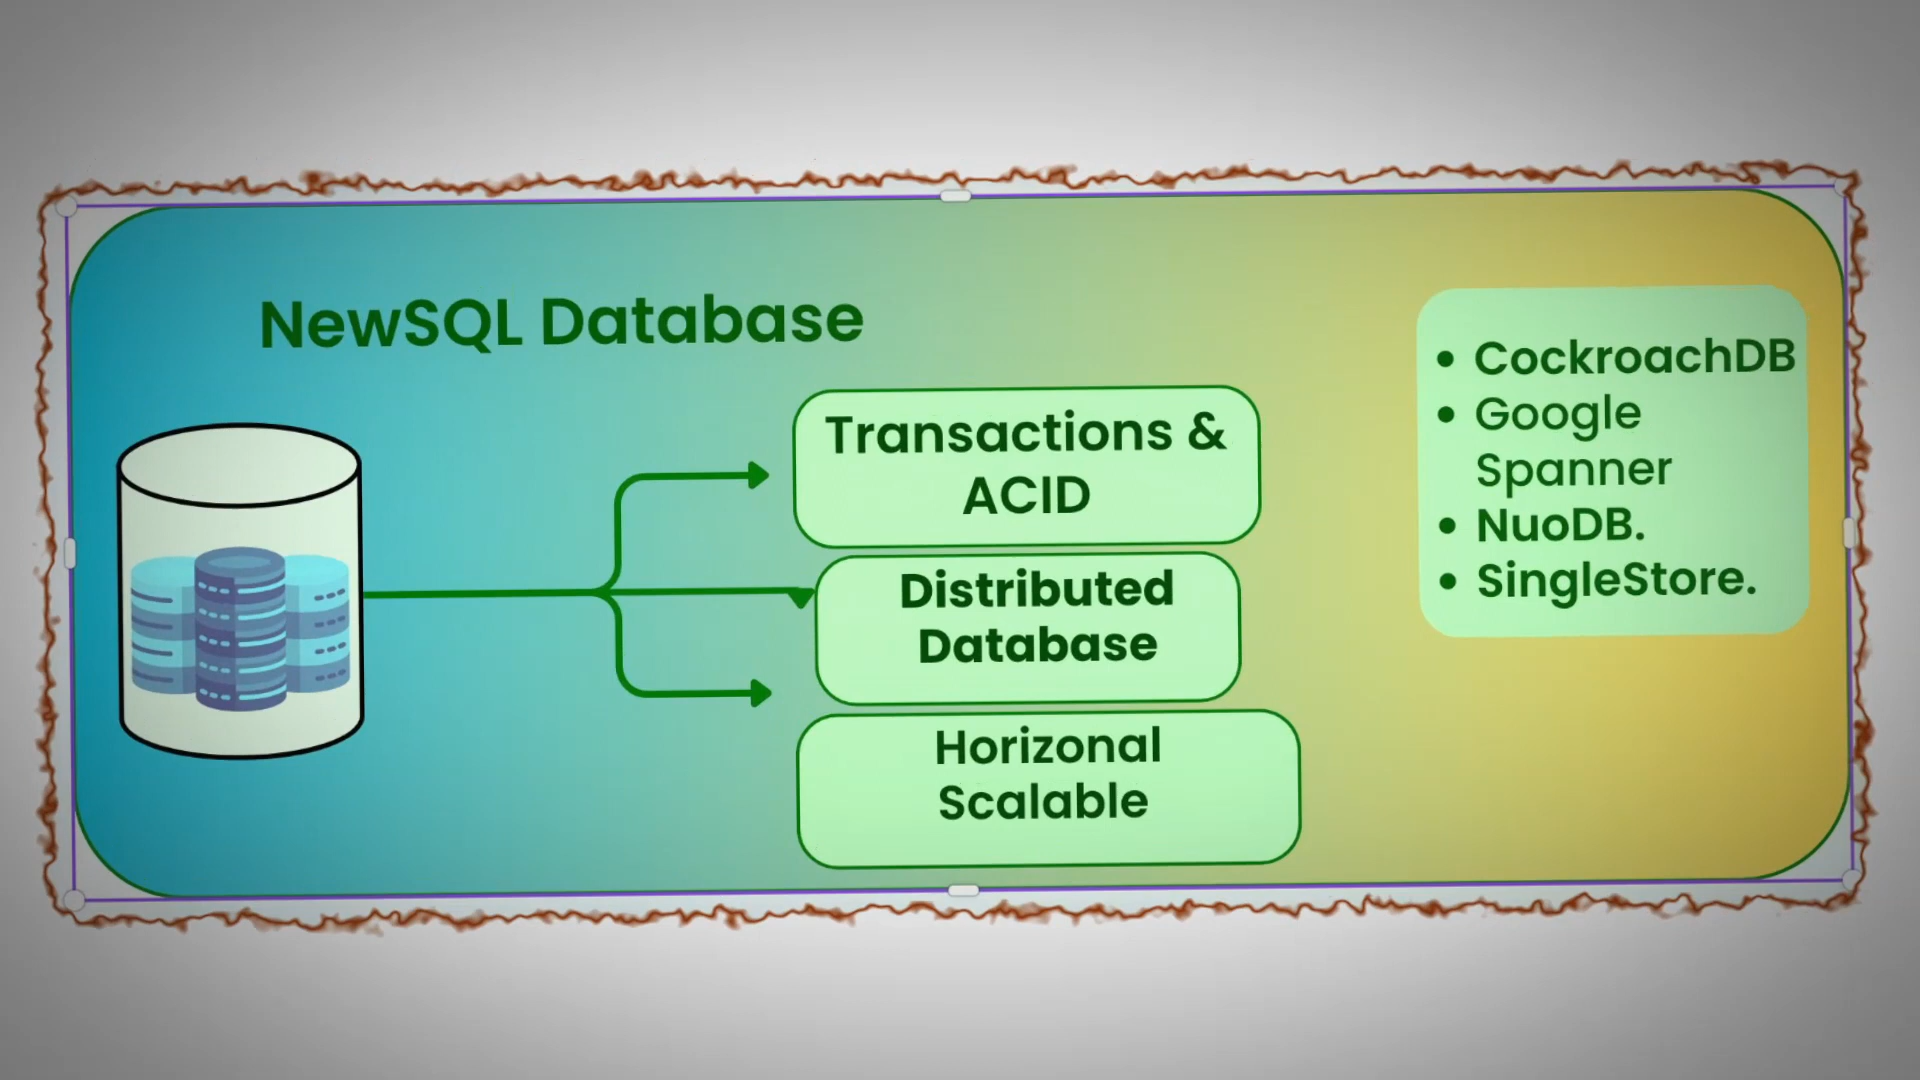 NewSQL Database
Transactions &
ACID
Distributed
Database
Horizonal
Scalable
• CockroachDB
• Google
Spanner
• NuoDB.
• SingleStore.